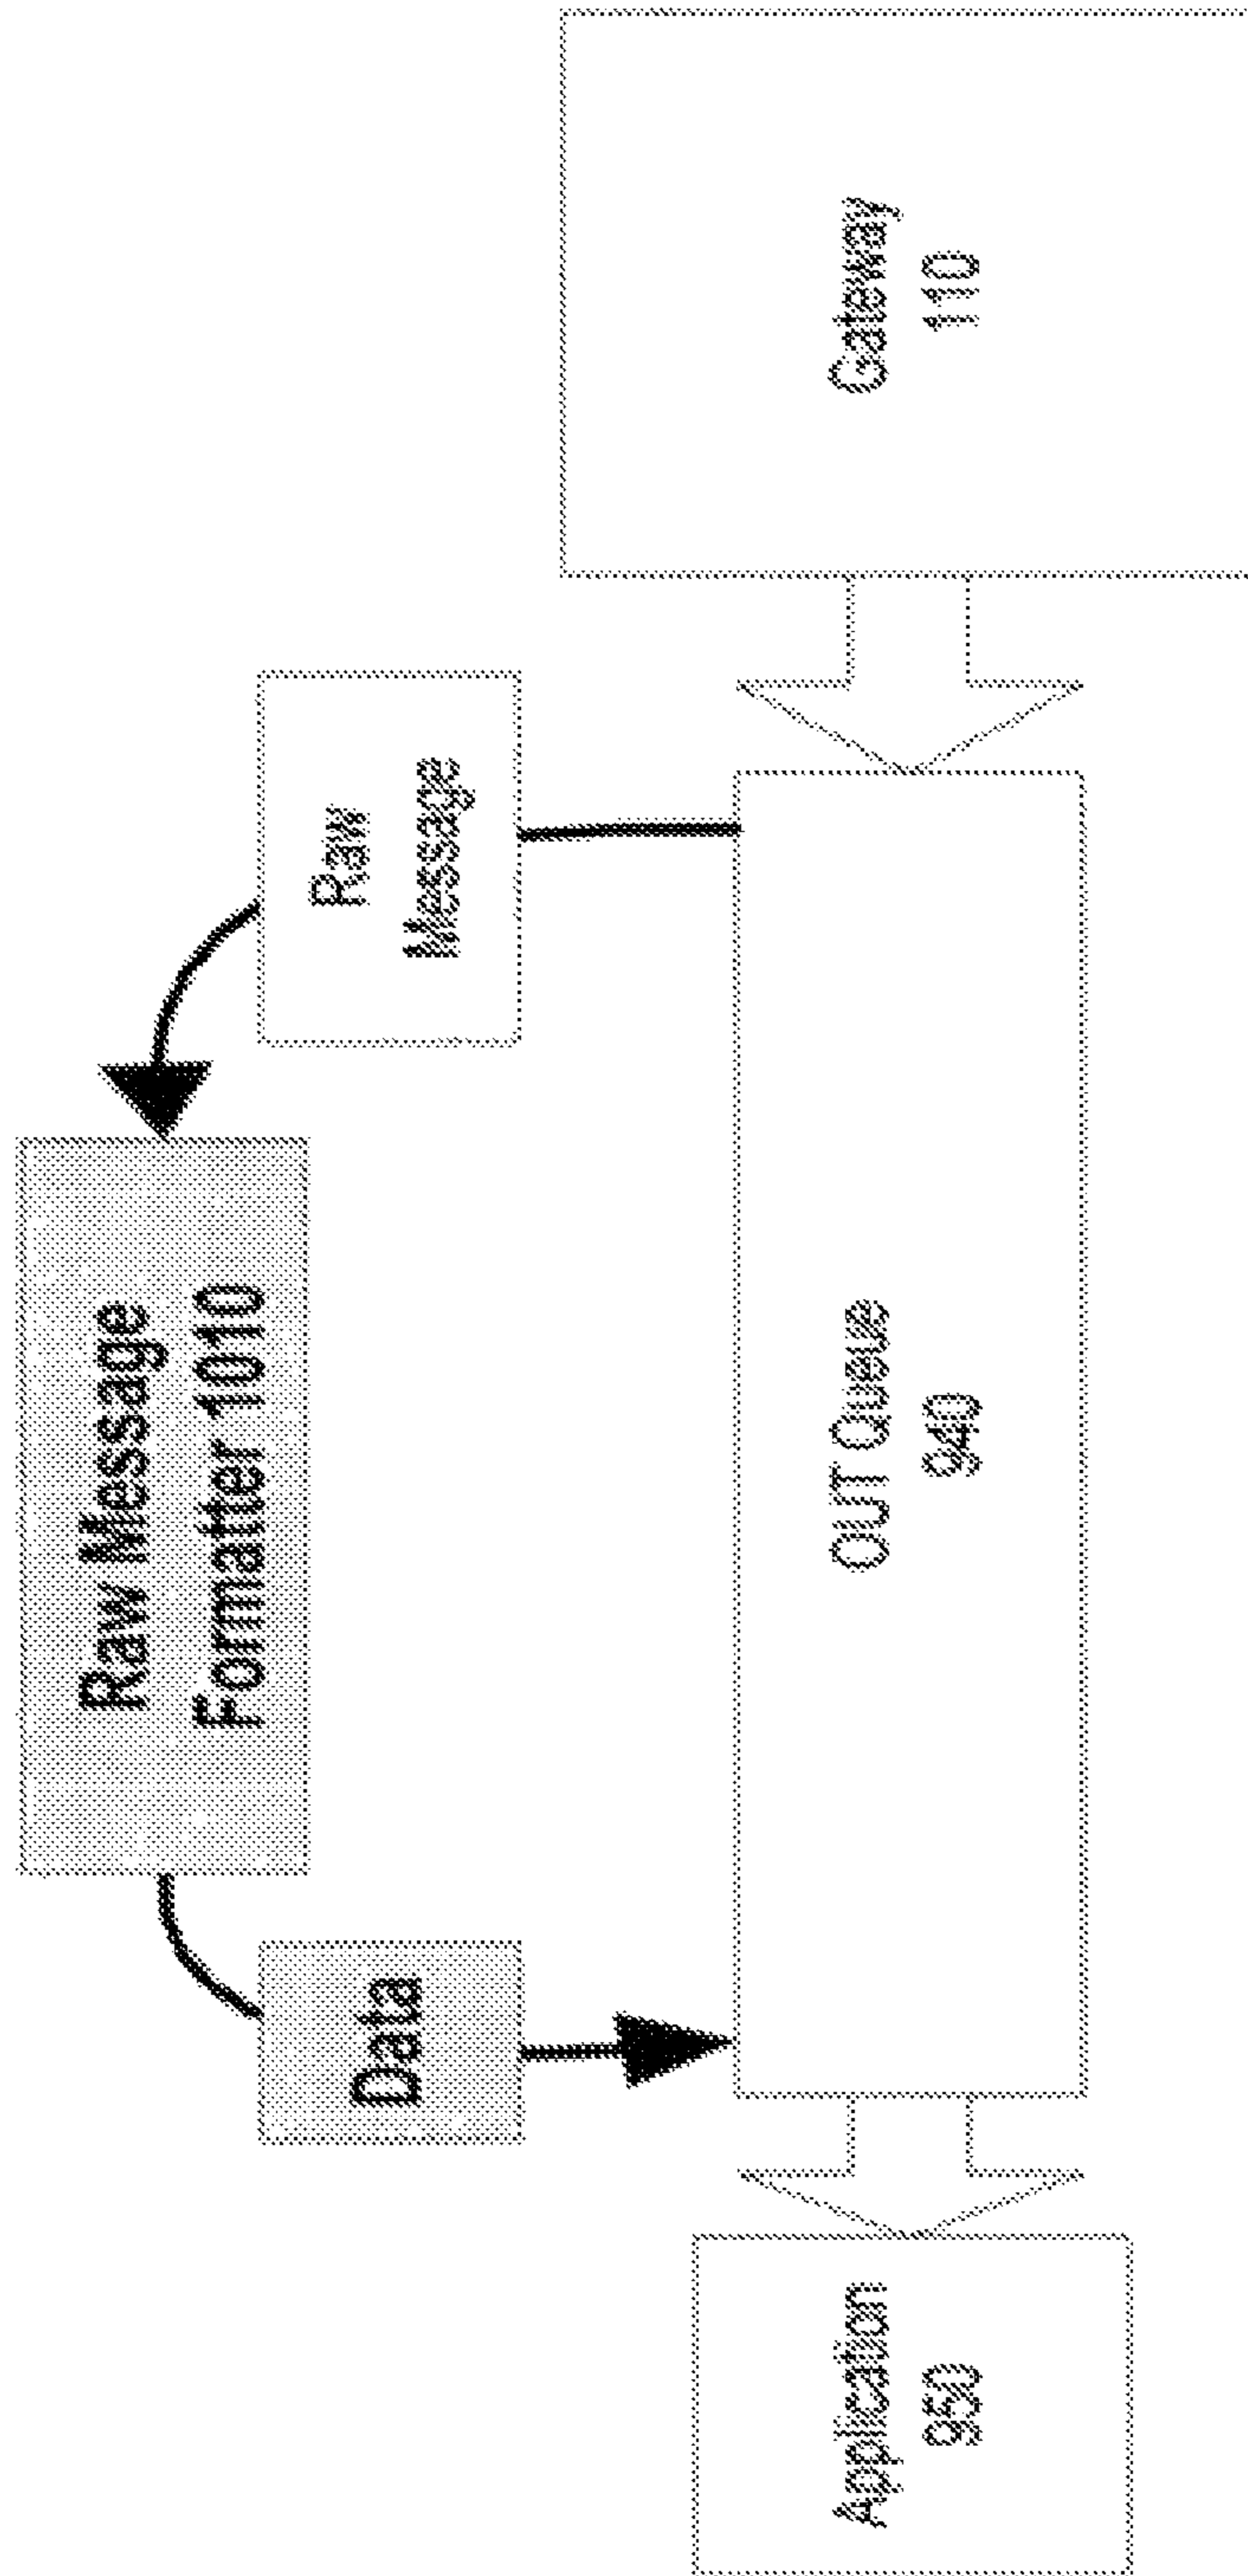 Raw Message
Formatter 1010
Data
Raw
Message
Application
950
OUT Queue
940
Gateway
110